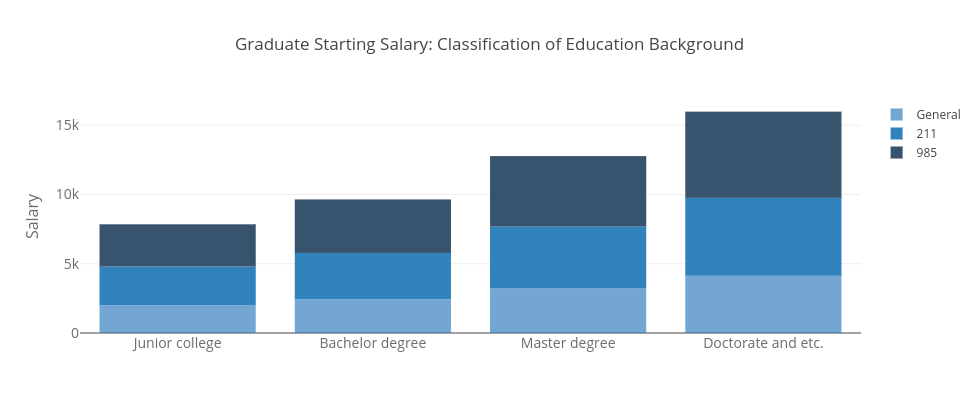 Graduate Starting Salary: Classification of Education Background
General
211
985
Salary
15k
10k
5k
0
Junior college
Bachelor degree
Master degree
Doctorate and etc.